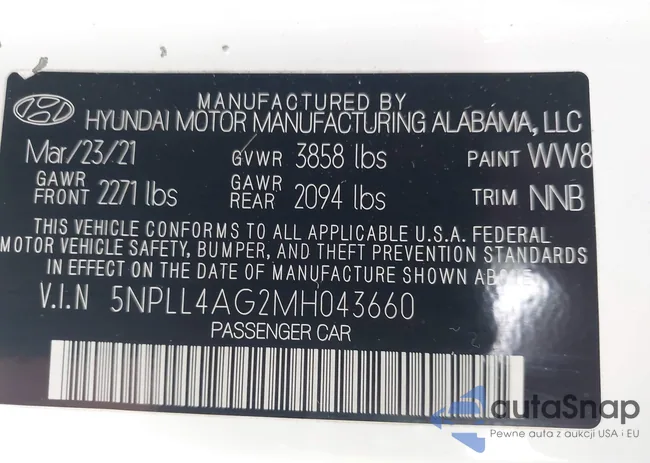 MANUFACTURED BY
HYUNDAI MOTOR MANUFACTURING ALABAMA, LLC
Mar/23/21 GVWR 3858 lbs PAINT WW8
GAWR FRONT 2271 lbs GAWR REAR 2094 lbs TRIM NNB
THIS VEHICLE CONFORMS TO ALL APPLICABLE U.S.A. FEDERAL
MOTOR VEHICLE SAFETY, BUMPER, AND THEFT PREVENTION STANDARDS
IN EFFECT ON THE DATE OF MANUFACTURE SHOWN ABOVE.
V.I.N 5NPLL4AG2MH043660
PASSENGER CAR
autaSnap
Pewne auta z aukcji USA i EU